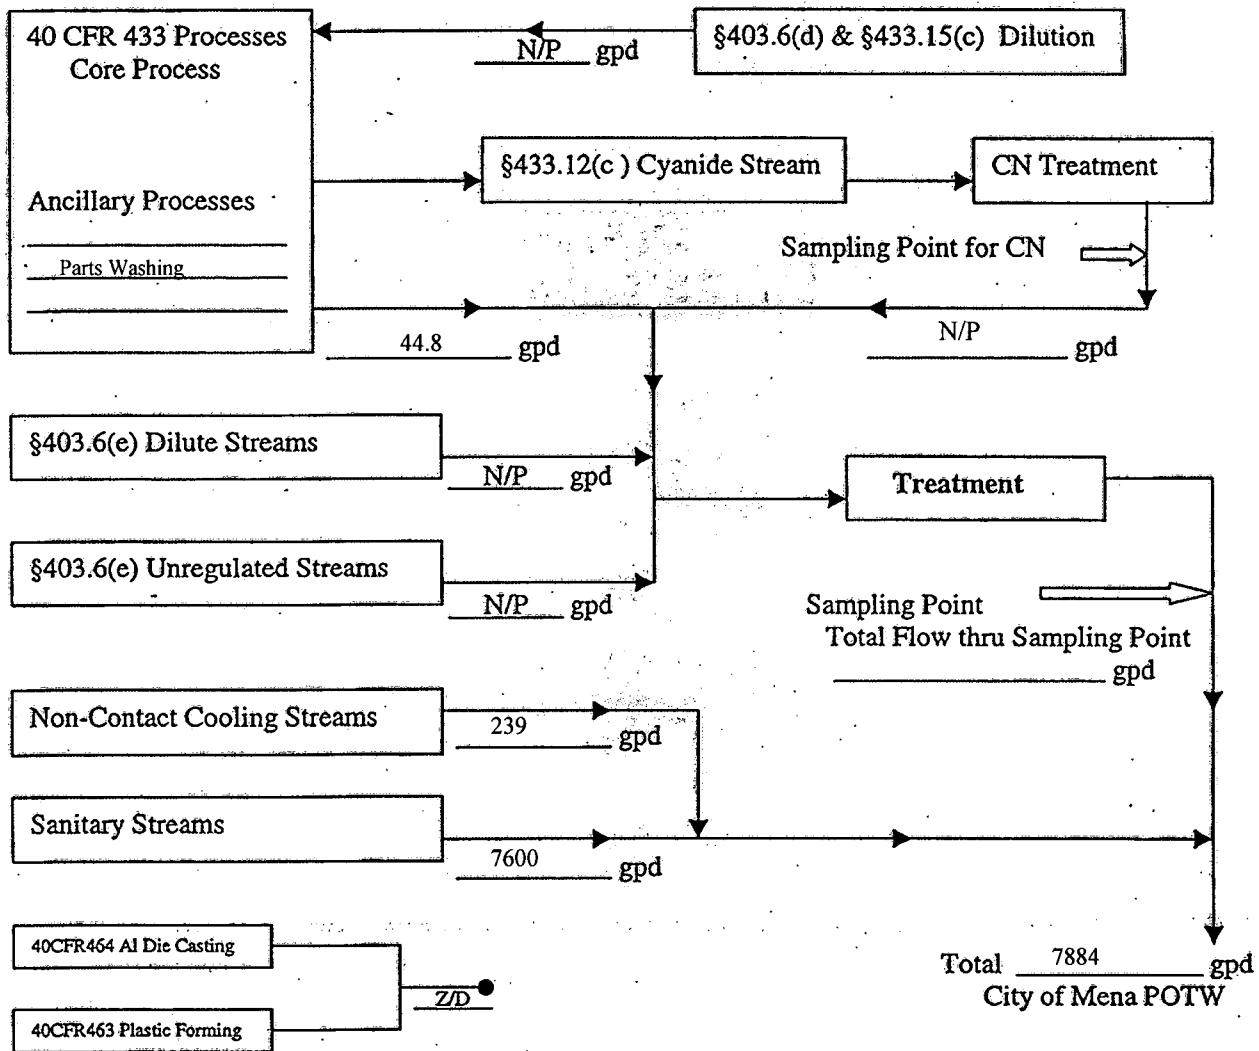 40 CFR 433 Processes
Core Process
Ancillary Processes
Parts Washing
§403.6(d) & §433.15(c) Dilution
N/P gpd
§433.12(c ) Cyanide Stream
CN Treatment
Sampling Point for CN
44.8 gpd
N/P gpd
§403.6(e) Dilute Streams
N/P gpd
Treatment
§403.6(e) Unregulated Streams
N/P gpd
Sampling Point
Total Flow thru Sampling Point
gpd
Non-Contact Cooling Streams
239 gpd
Sanitary Streams
7600 gpd
40CFR464 Al Die Casting
Z/D
40CFR463 Plastic Forming
Total 7884 gpd
City of Mena POTW